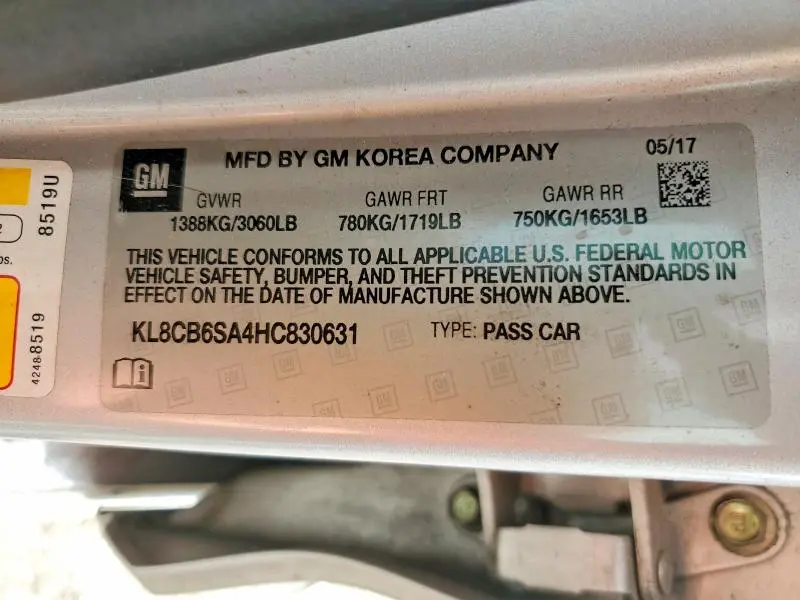 GM
MFD BY GM KOREA COMPANY
05/17
GVWR
GAWR FRT
GAWR RR
1388KG/3060LB
780KG/1719LB
750KG/1653LB
THIS VEHICLE CONFORMS TO ALL APPLICABLE U.S. FEDERAL MOTOR
VEHICLE SAFETY, BUMPER, AND THEFT PREVENTION STANDARDS IN
EFFECT ON THE DATE OF MANUFACTURE SHOWN ABOVE.
KL8CB6SA4HC830631
TYPE: PASS CAR
8519U
42488519